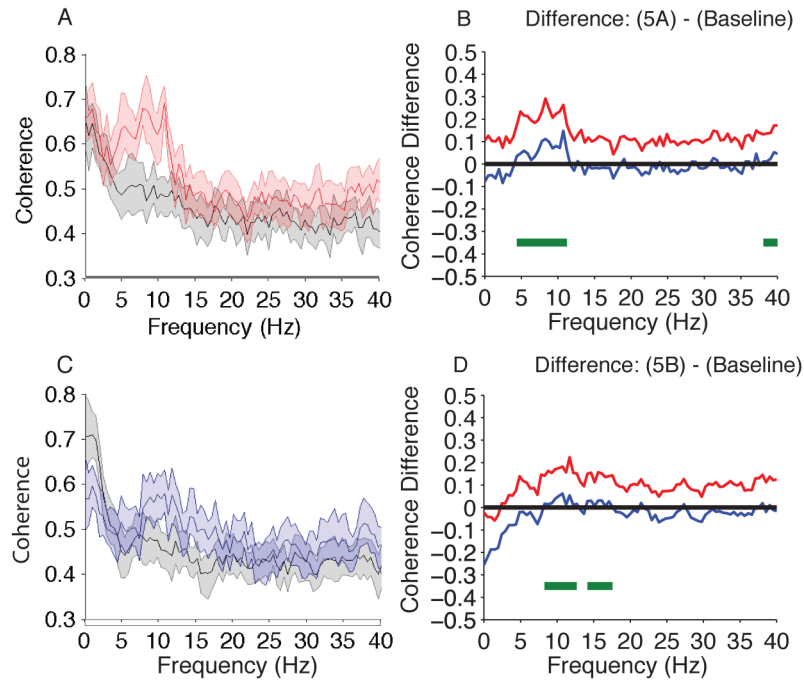 A
0.8
0.7
0.6
0.5
0.4
0.3
Coherence
0 5 10 15 20 25 30 35 40
Frequency (Hz)
B Difference: (5A) - (Baseline)
0.5
0.4
0.3
0.2
0.1
0
−0.1
−0.2
−0.3
−0.4
−0.5
Coherence Difference
0 5 10 15 20 25 30 35 40
Frequency (Hz)
C
0.8
0.7
0.6
0.5
0.4
0.3
Coherence
0 5 10 15 20 25 30 35 40
Frequency (Hz)
D Difference: (5B) - (Baseline)
0.5
0.4
0.3
0.2
0.1
0
−0.1
−0.2
−0.3
−0.4
−0.5
Coherence Difference
0 5 10 15 20 25 30 35 40
Frequency (Hz)